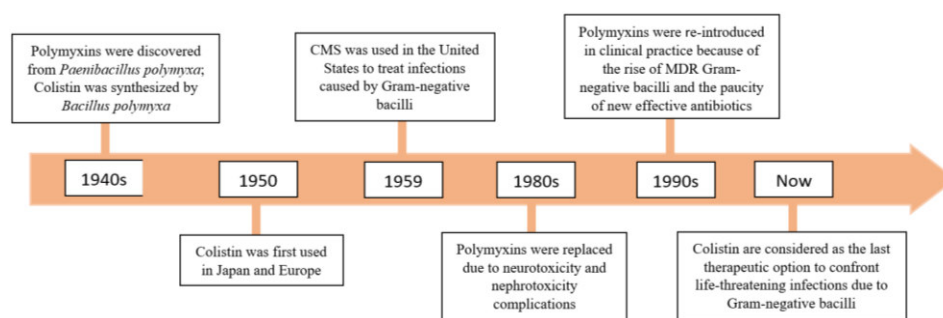 Polymyxins were discovered
from Paenibacillus polymyxa;
Colistin was synthesized by
Bacillus polymyxa
CMS was used in the United
States to treat infections
caused by Gram-negative
bacilli
Polymyxins were re-introduced
in clinical practice because of
the rise of MDR Gram-
negative bacilli and the paucity
of new effective antibiotics
1940s
1950
1959
1980s
1990s
Now
Colistin was first used
in Japan and Europe
Polymyxins were replaced
due to neurotoxicity and
nephrotoxicity
complications
Colistin are considered as the last
therapeutic option to confront
life-threatening infections due to
Gram-negative bacilli